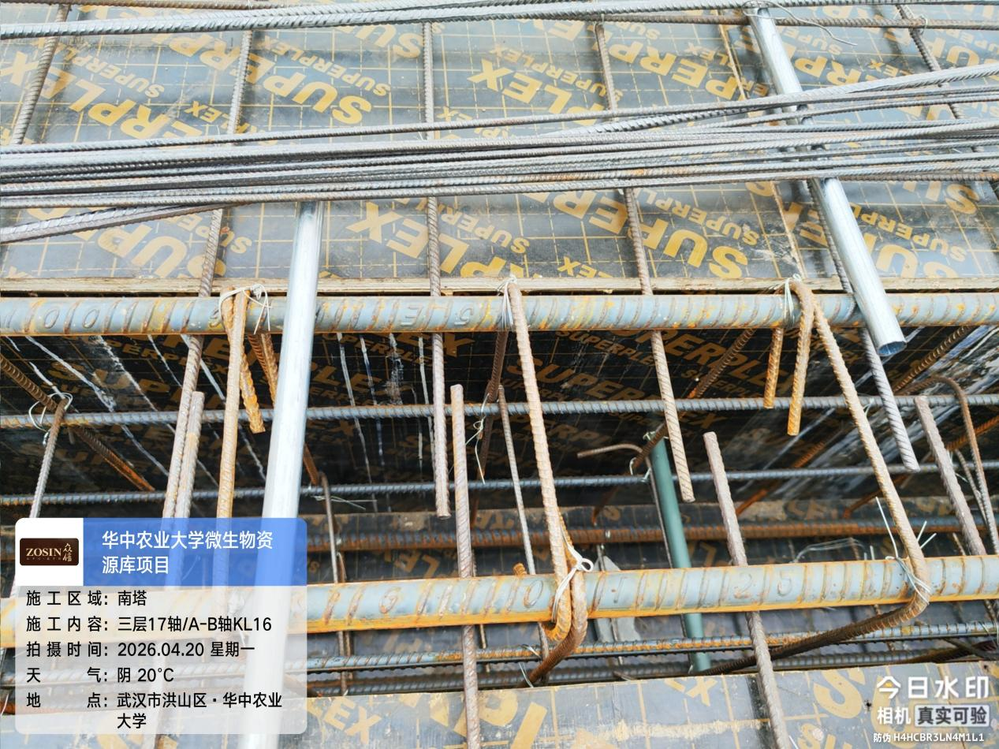 SUPERPLEX
SUPERPLEX
SUPERPLEX
ZOSIN众信
华中农业大学微生物资
源库项目
施工区域：南塔
施工内容：三层17轴/A-B轴KL16
拍摄时间：2026.04.20 星期一
天气：阴 20°C
地点：武汉市洪山区·华中农业
大学
今日水印
相机 真实可验
防伪 H4HCBR3LN4M1L1